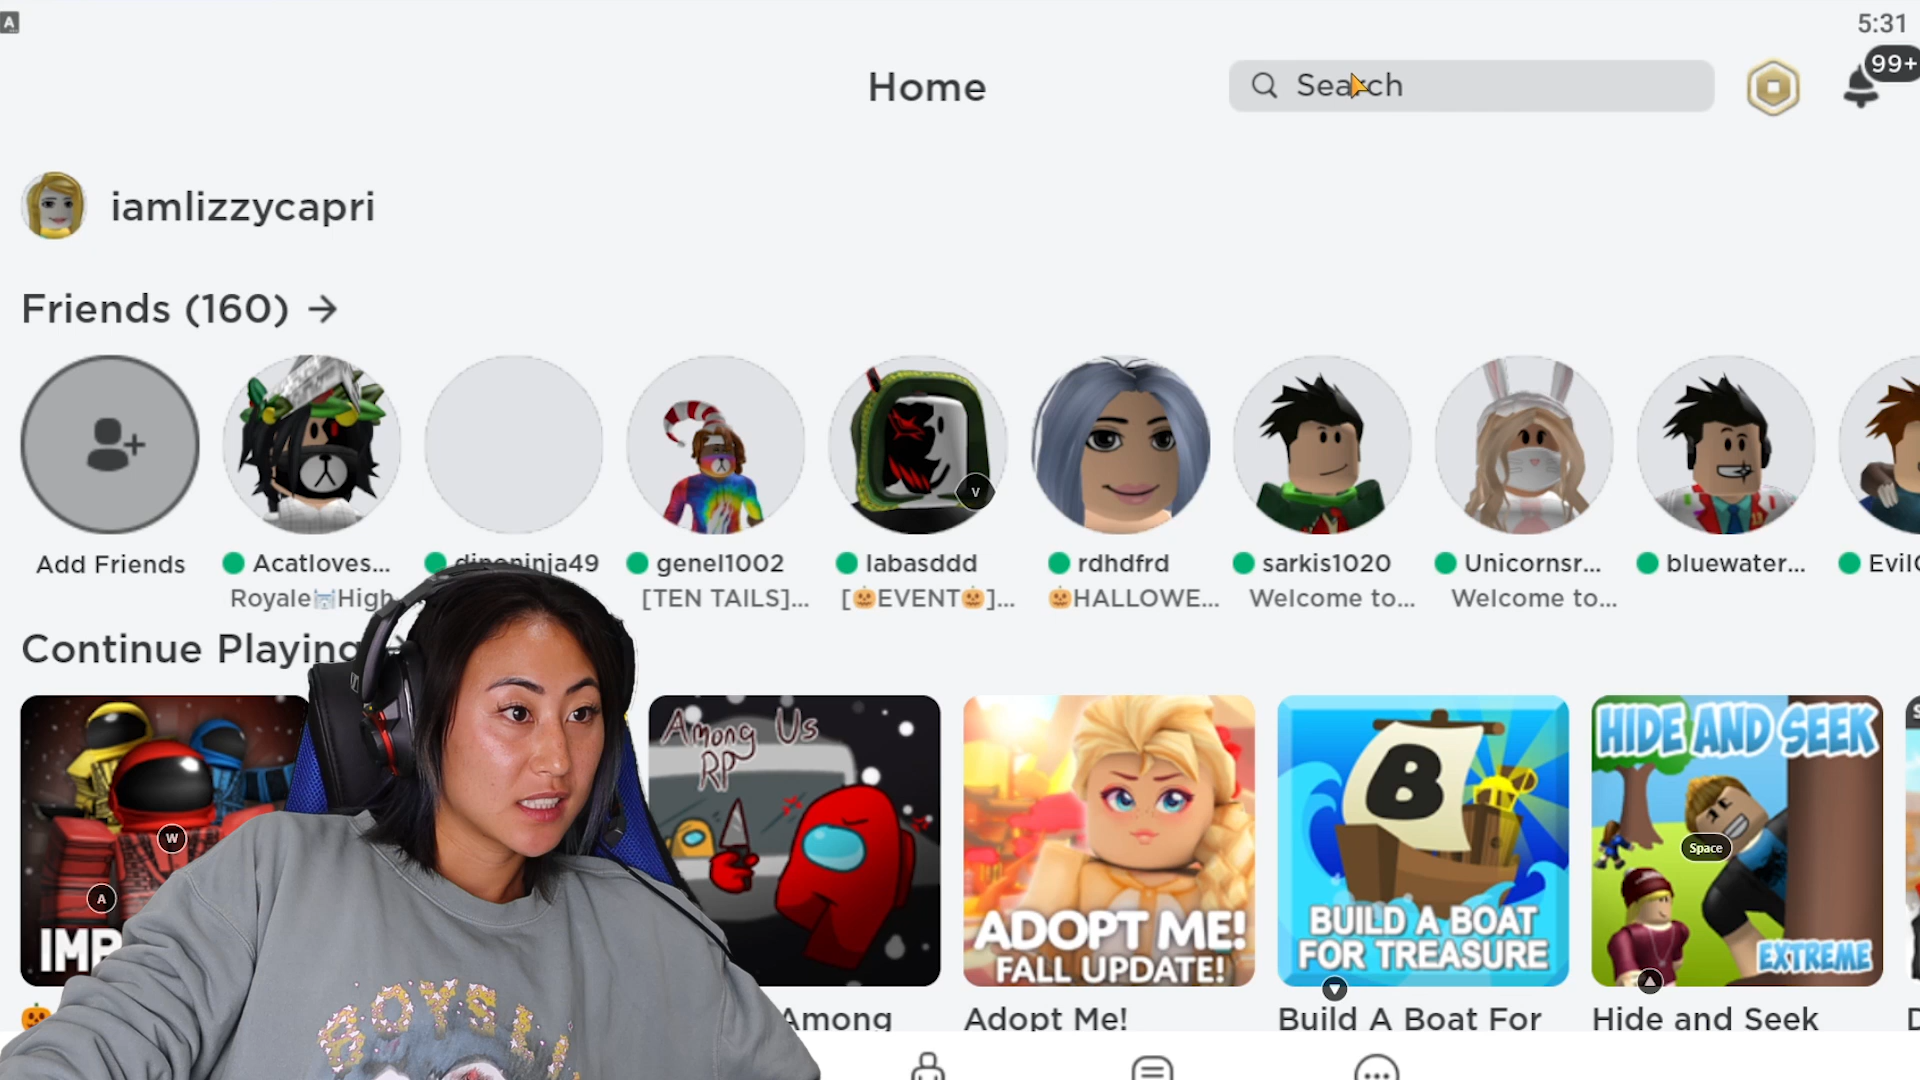 A
5:31
Home
Search
99+
iamlizzycapri
Friends (160) →
V
Add Friends
Acatloves...
dinoninja49
genel1002
labasddd
rdhdfrd
sarkis1020
Unicornsr...
bluewater...
Royale High
[TEN TAILS]...
[🎃EVENT🎃]...
🎃HALLOWE...
Welcome to...
Welcome to...
Continue Playing
W
A
IMP
Among Us
RP
ADOPT ME!
FALL UPDATE!
B
BUILD A BOAT
FOR TREASURE
HIDE AND SEEK
Space
EXTREME
Among
Adopt Me!
Build A Boat For
Hide and Seek
BOYS